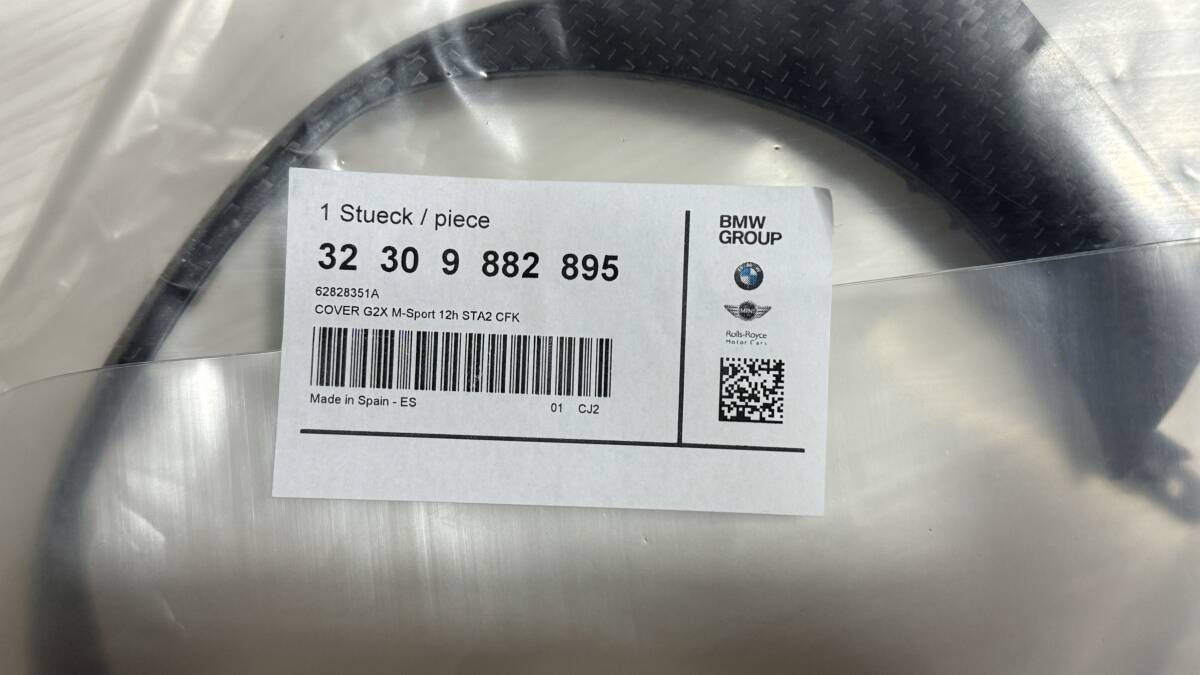 1 Stueck / piece
32 30 9 882 895
62828351A
COVER G2X M-Sport 12h STA2 CFK
Made in Spain - ES
01 CJ2
BMW
GROUP
MINI
Rolls-Royce
Motor Cars